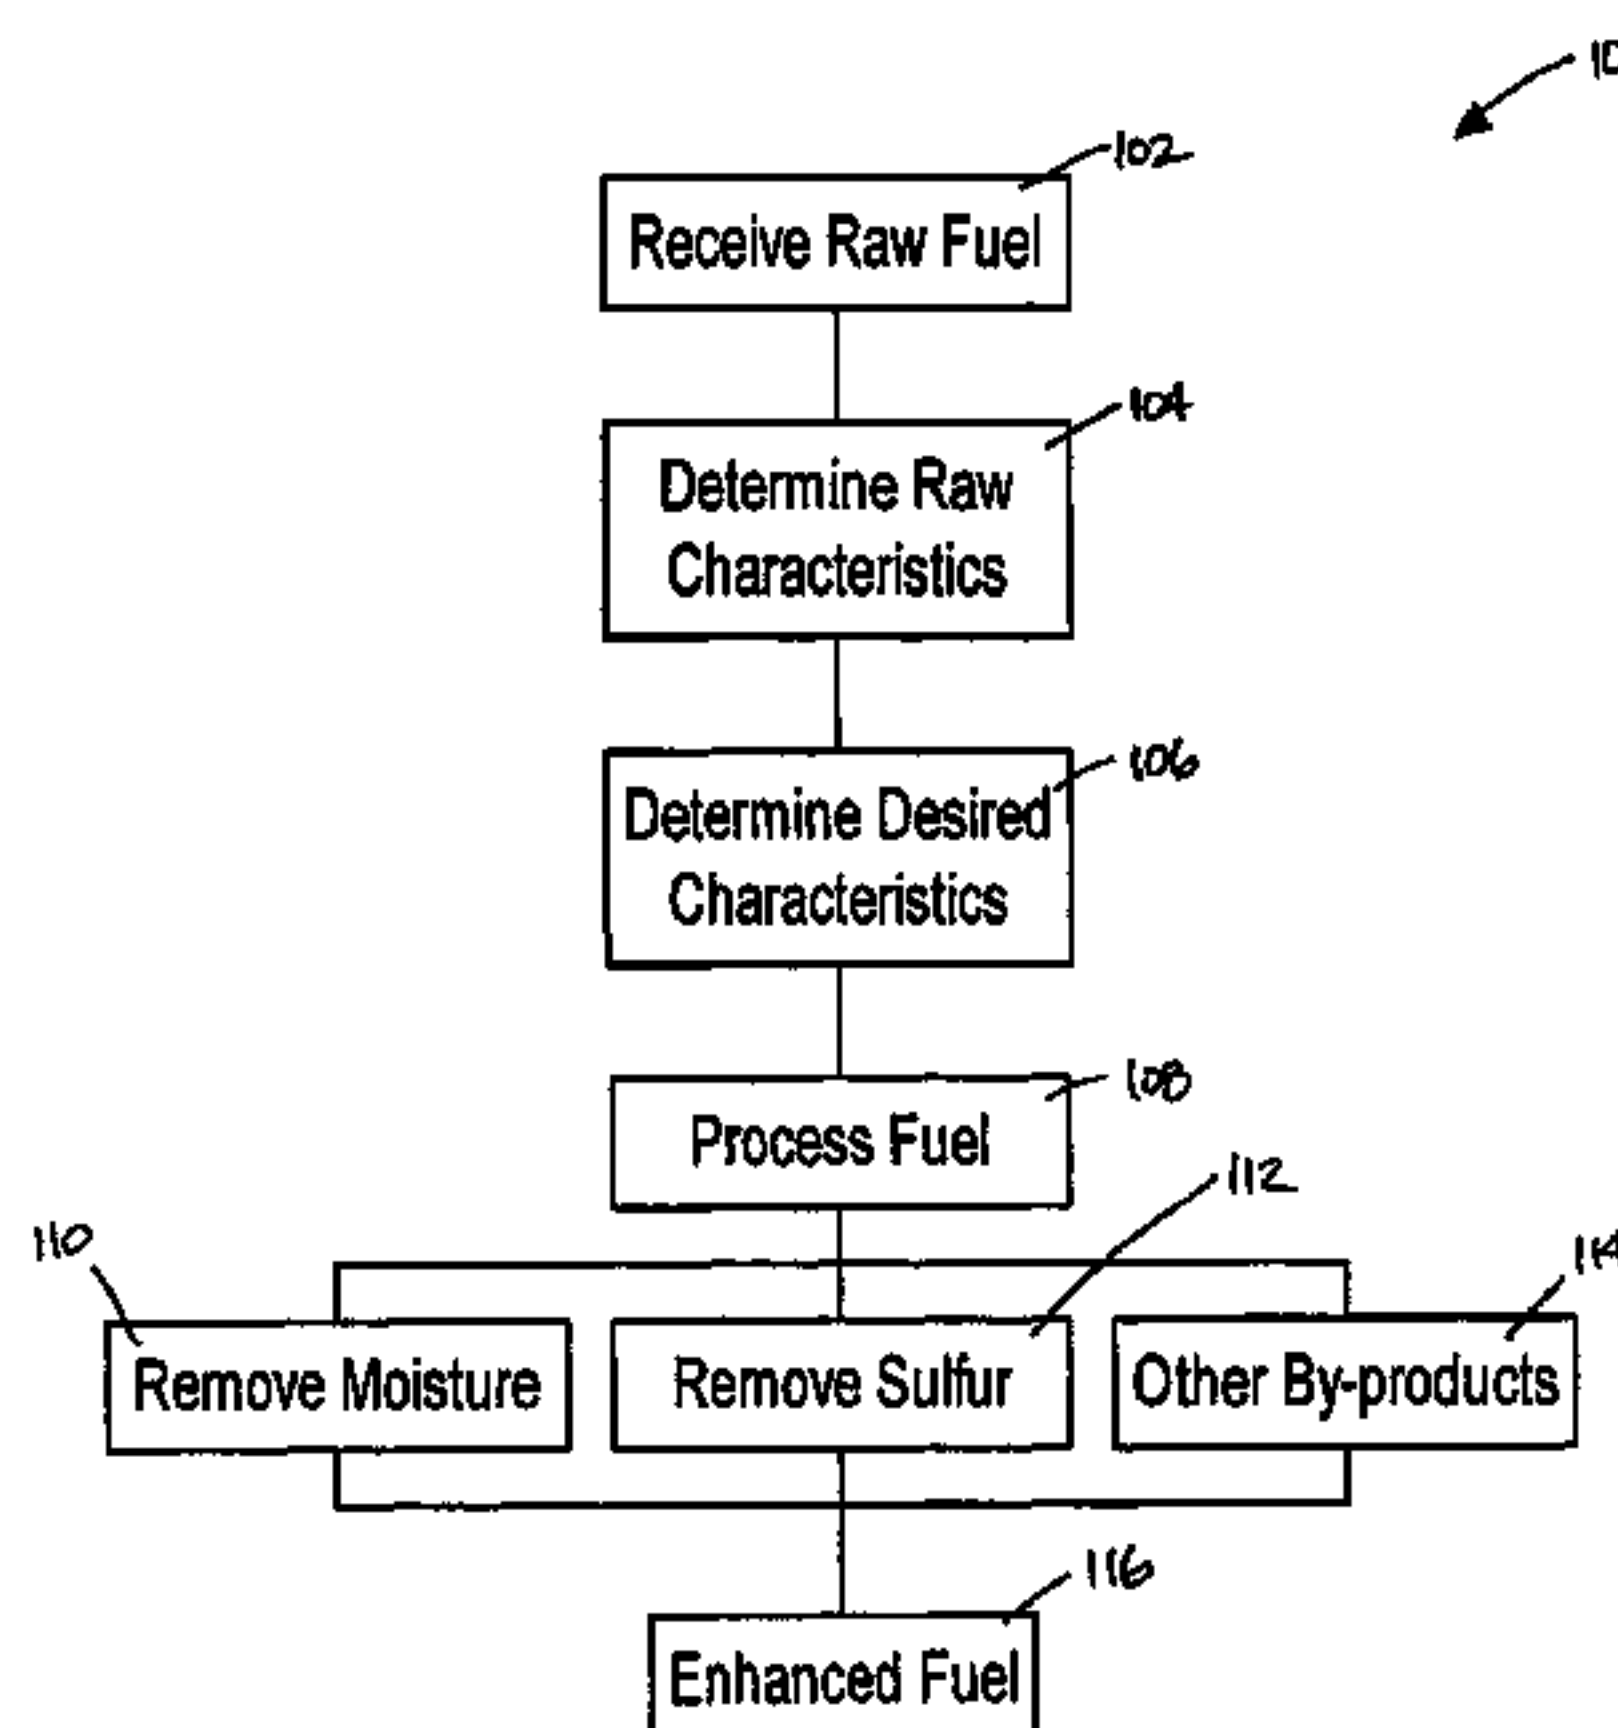 102
Receive Raw Fuel
104
Determine Raw
Characteristics
106
Determine Desired
Characteristics
108
Process Fuel
112
110
114
Remove Moisture
Remove Sulfur
Other By-products
116
Enhanced Fuel